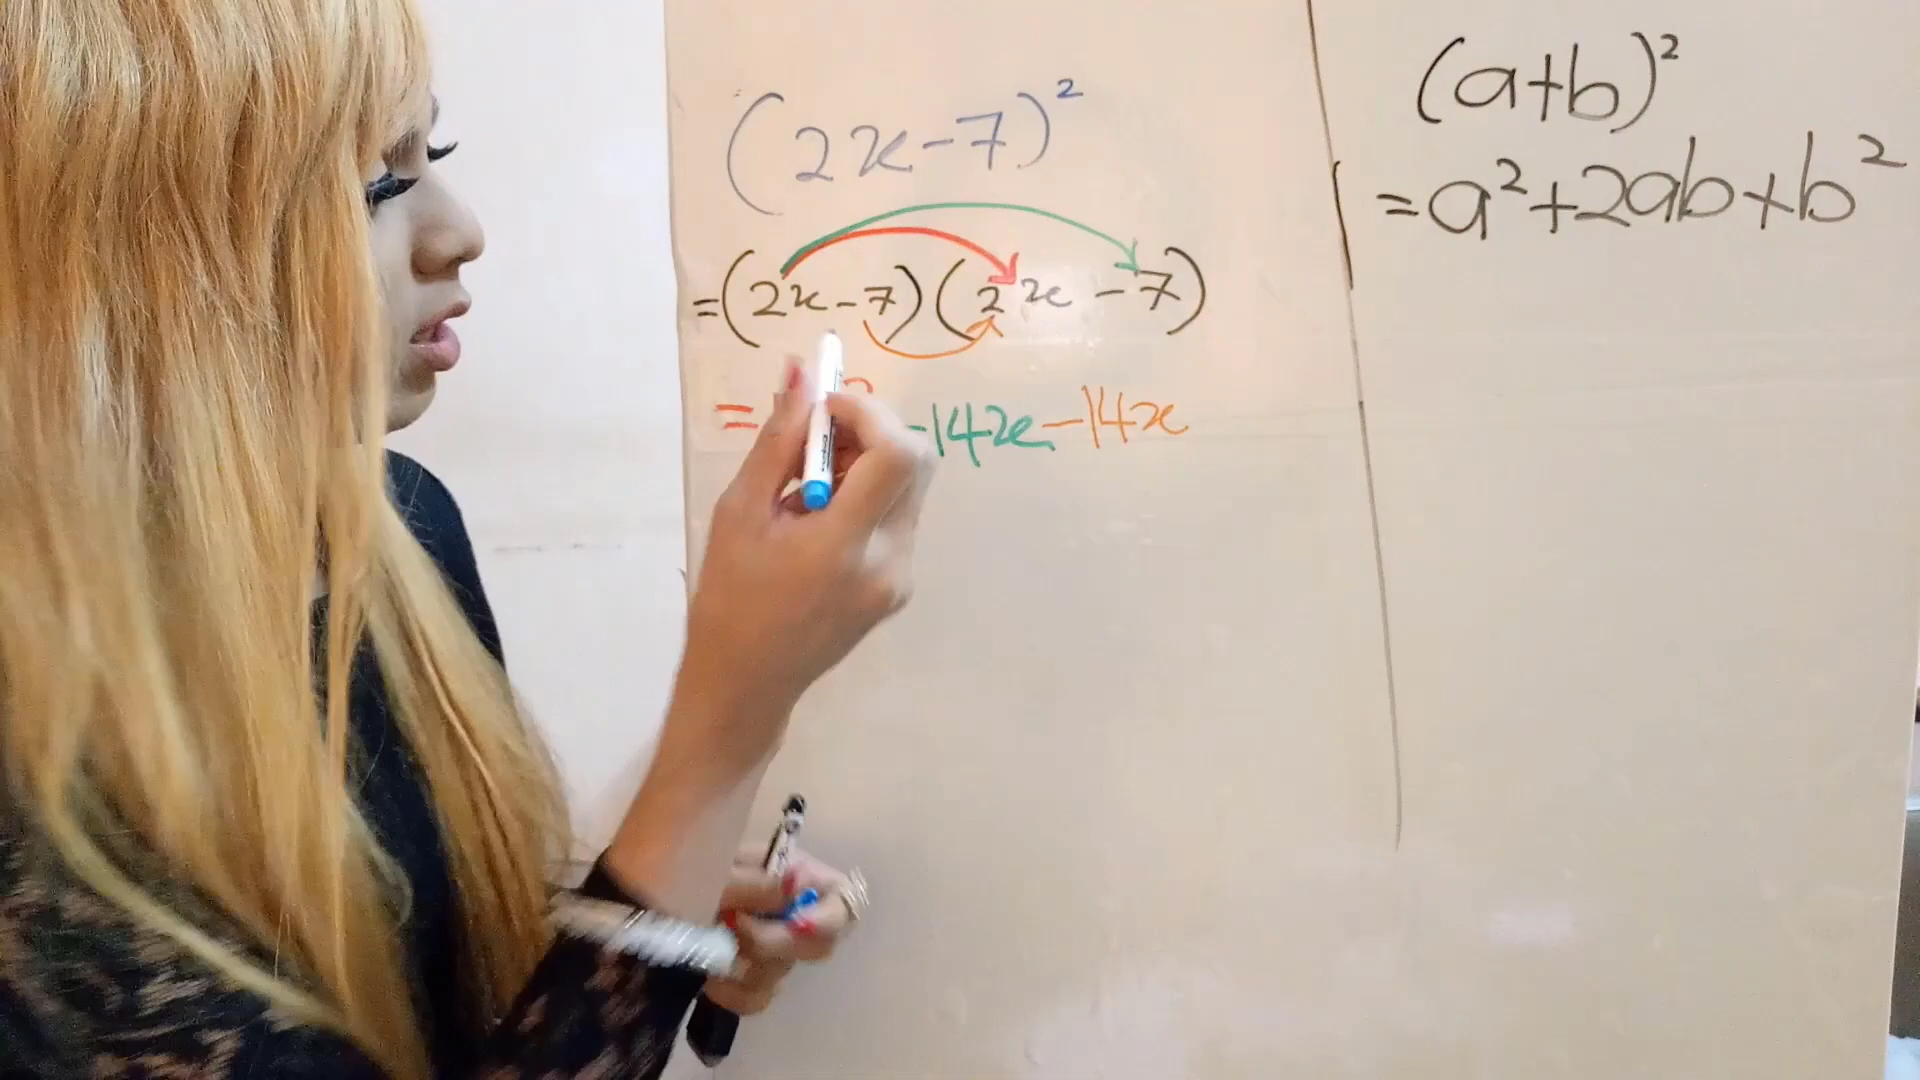 (2x-7)²
=(2x-7)(2x-7)
= -14x-14x
(a+b)²
=a²+2ab+b²